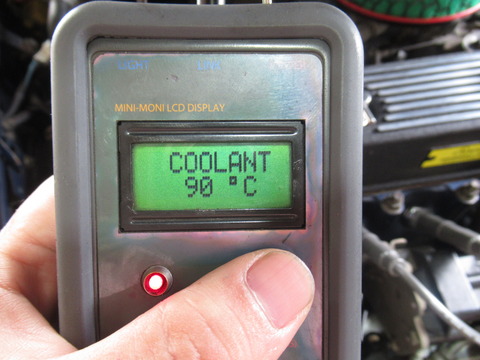 MINI-MONI LCD DISPLAY
COOLANT
90 °C